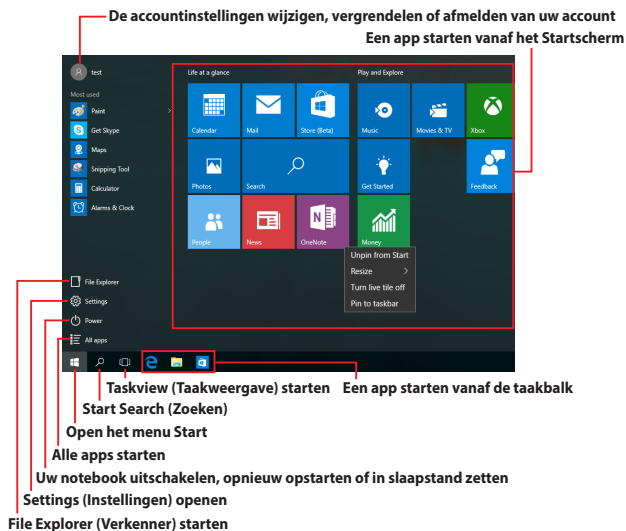 De accountinstellingen wijzigen, vergrendelen of afmelden van uw account
Een app starten vanaf het Startscherm
test
Most used
Paint
Get Skype
Maps
Snipping Tool
Calculator
Alarms & Clock
File Explorer
Settings
Power
All apps
Life at a glance
Calendar
Mail
Store (Beta)
Photos
Search
People
News
OneNote
Play and Explore
Music
Movies & TV
Xbox
Get Started
Feedback
Money
Unpin from Start
Resize
Turn live tile off
Pin to taskbar
Taskview (Taakweergave) starten
Een app starten vanaf de taakbalk
Start Search (Zoeken)
Open het menu Start
Alle apps starten
Uw notebook uitschakelen, opnieuw opstarten of in slaapstand zetten
Settings (Instellingen) openen
File Explorer (Verkenner) starten